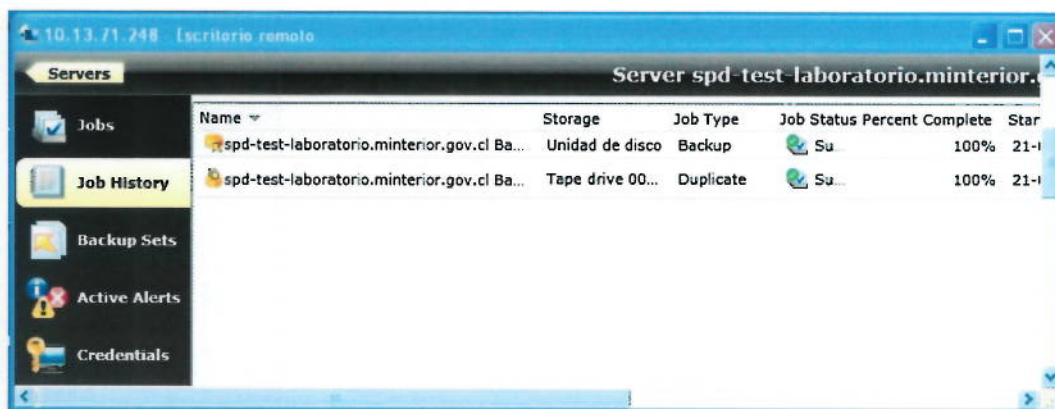 10.13.71.248 Escritorio remoto
Servers
Server spd-test-laboratorio.minterior.
Jobs
Name Storage Job Type Job Status Percent Complete Star
spd-test-laboratorio.minterior.gov.cl Ba... Unidad de disco Backup Su... 100% 21-
Job History
spd-test-laboratorio.minterior.gov.cl Ba... Tape drive 00... Duplicate Su... 100% 21-
Backup Sets
Active Alerts
Credentials